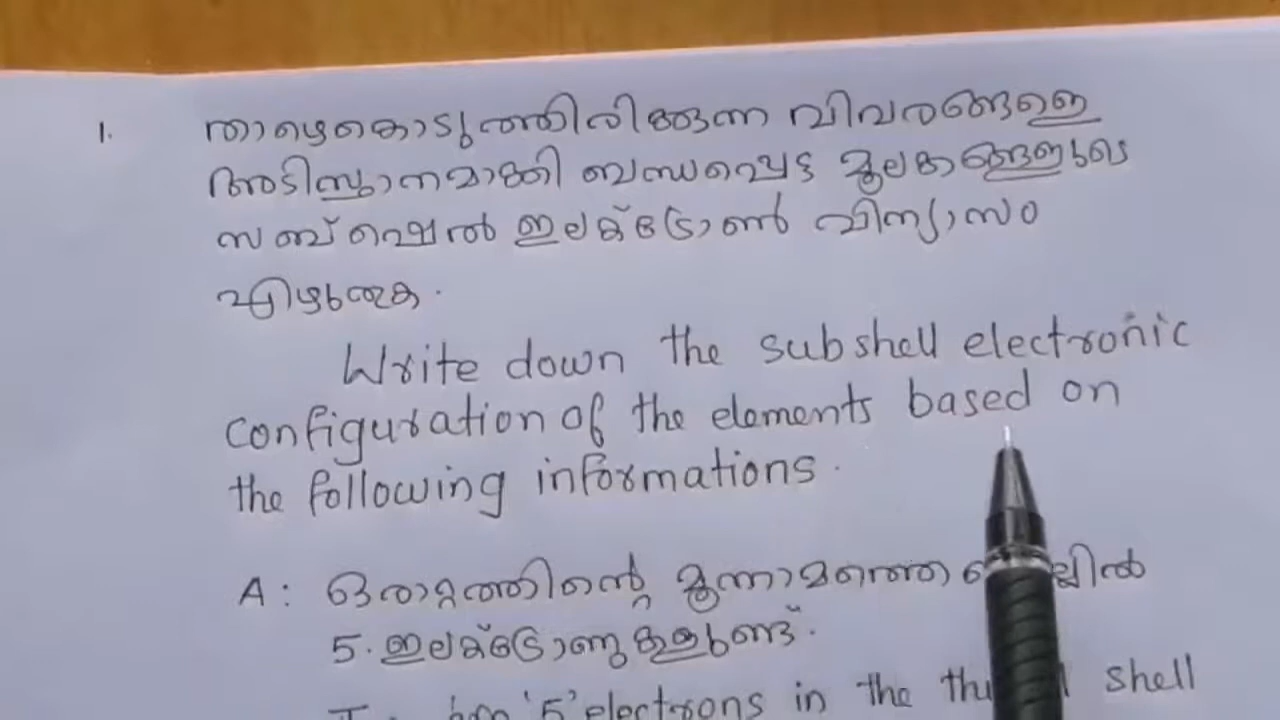 1. താഴെകൊടുത്തിരിക്കുന്ന വിവരങ്ങളെ
അടിസ്ഥാനമാക്കി ബന്ധപ്പെട്ട മൂലകങ്ങളുടെ
സബ് ഷെൽ ഇലക്ട്രോൺ വിന്യാസം
എഴുതുക.
Write down the subshell electronic
configuration of the elements based on
the following informations.
A: ഒരാറ്റത്തിന്റെ മൂന്നാമത്തെ
5. ഇലക്ട്രോണുകളുണ്ട്.
'5' electrons in the shell